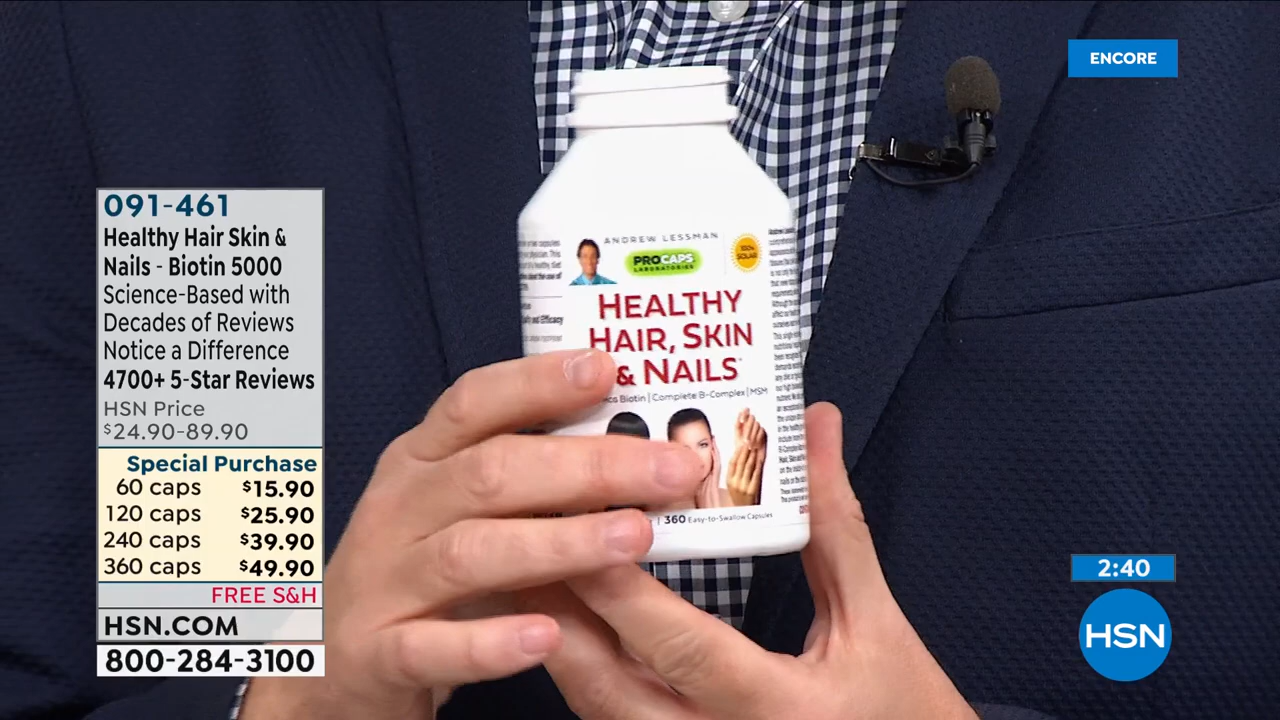 ENCORE
091-461
Healthy Hair Skin &
Nails - Biotin 5000
Science-Based with
Decades of Reviews
Notice a Difference
4700+ 5-Star Reviews
HSN Price
$24.90-89.90
Special Purchase
60 caps $15.90
120 caps $25.90
240 caps $39.90
360 caps $49.90
FREE S&H
HSN.COM
800-284-3100
ANDREW LESSMAN
PROCAPS
LABORATORIES
100%
SOLAR
HEALTHY
HAIR, SKIN
& NAILS*
Biotin | Complete B-Complex | MSM
| 360 Easy-to-Swallow Capsules
2:40
HSN